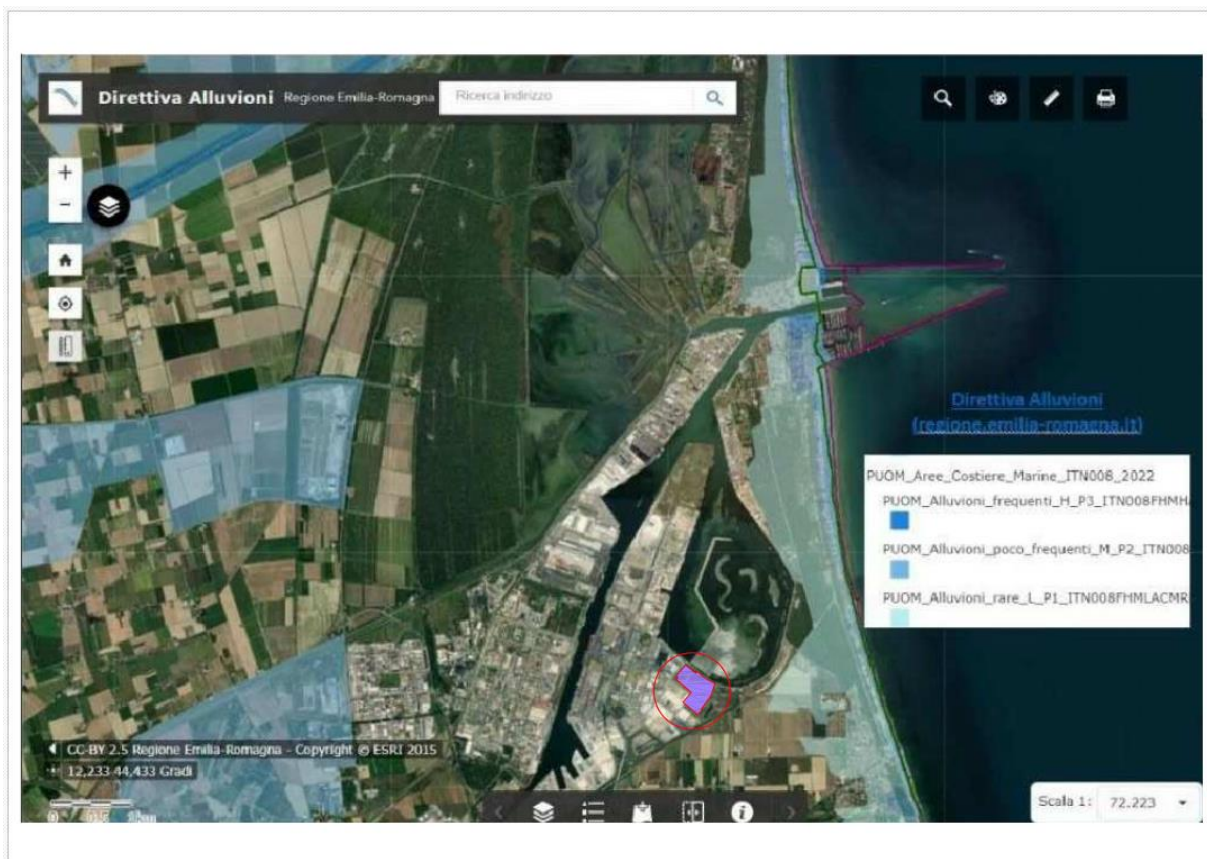 Direttiva Alluvioni Regione Emilia-Romagna
Ricerca indirizzo
+
−
Direttiva Alluvioni
(regione.emilia-romagna.it)
PUOM_Aree_Costiere_Marine_ITN008_2022
PUOM_Alluvioni_frequenti_H_P3_ITN008FHMH
PUOM_Alluvioni_poco_frequenti_M_P2_ITN008
PUOM_Alluvioni_rare_L_P1_ITN008FHMLACMR
CC-BY 2.5 Regione Emilia-Romagna - Copyright © ESRI 2015
12,233 44,433 Gradi
Scala 1: 72.223